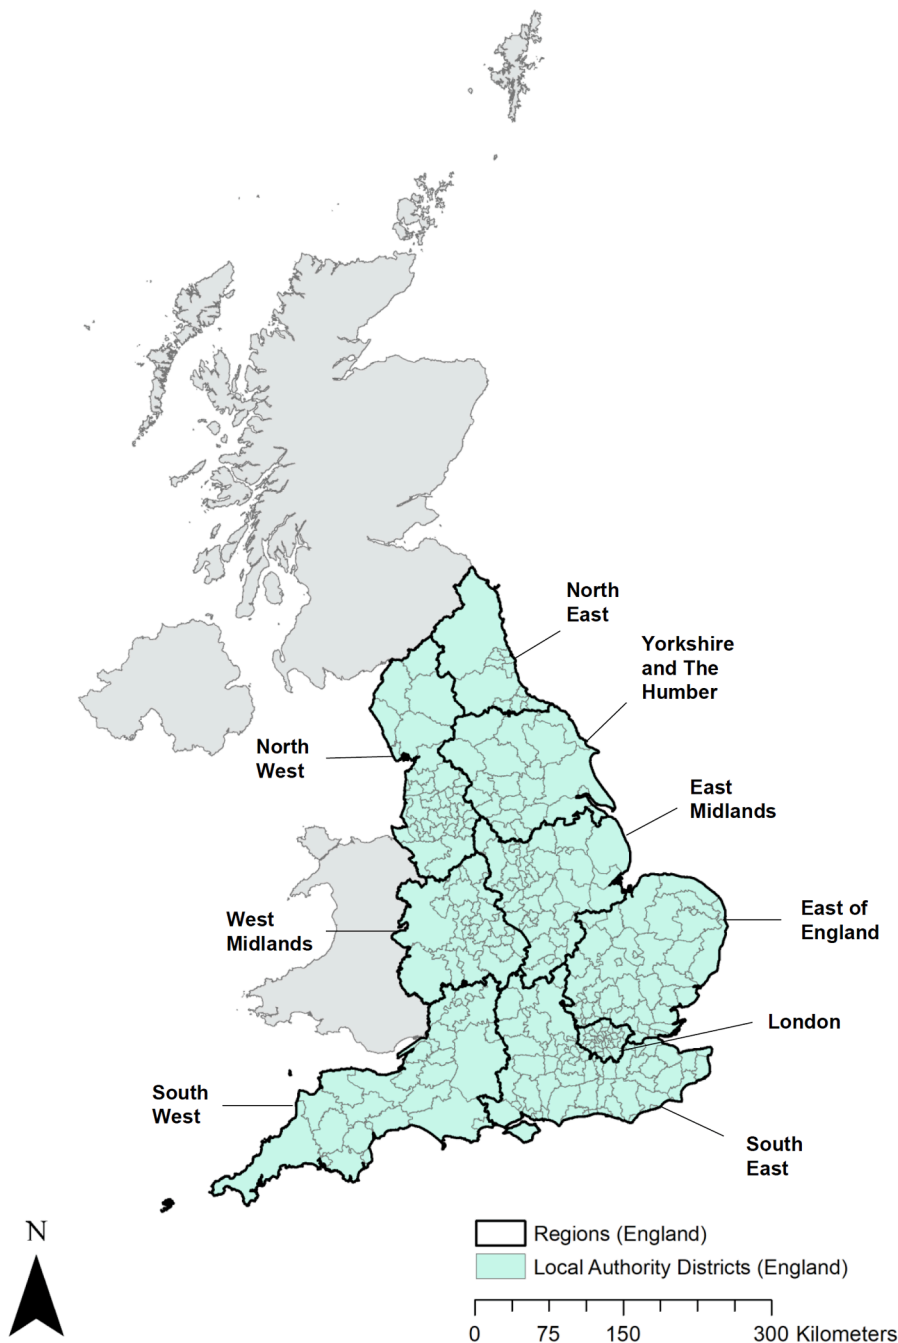 North
East
Yorkshire
and The
Humber
North
West
East
Midlands
West
Midlands
East of
England
London
South
West
South
East
N
Regions (England)
Local Authority Districts (England)
0 75 150 300 Kilometers